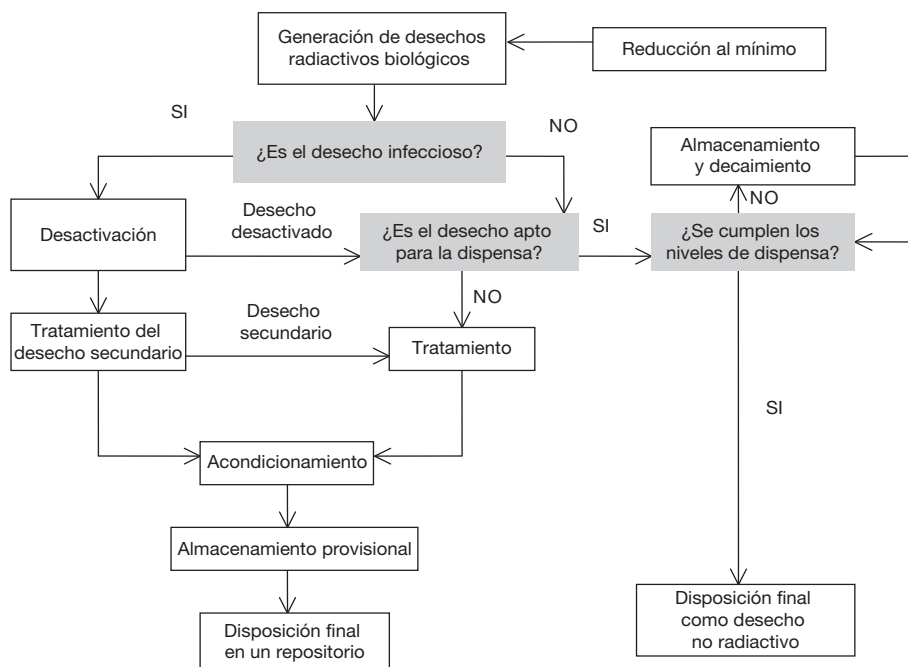 Generación de desechos
radiactivos biológicos
Reducción al mínimo
SI
¿Es el desecho infeccioso?
NO
Almacenamiento
y decaimiento
NO
Desactivación
Desecho
desactivado
¿Es el desecho apto
para la dispensa?
SI
¿Se cumplen los
niveles de dispensa?
NO
Tratamiento del
desecho secundario
Desecho
secundario
Tratamiento
SI
Acondicionamiento
Almacenamiento provisional
Disposición final
en un repositorio
Disposición final
como desecho
no radiactivo